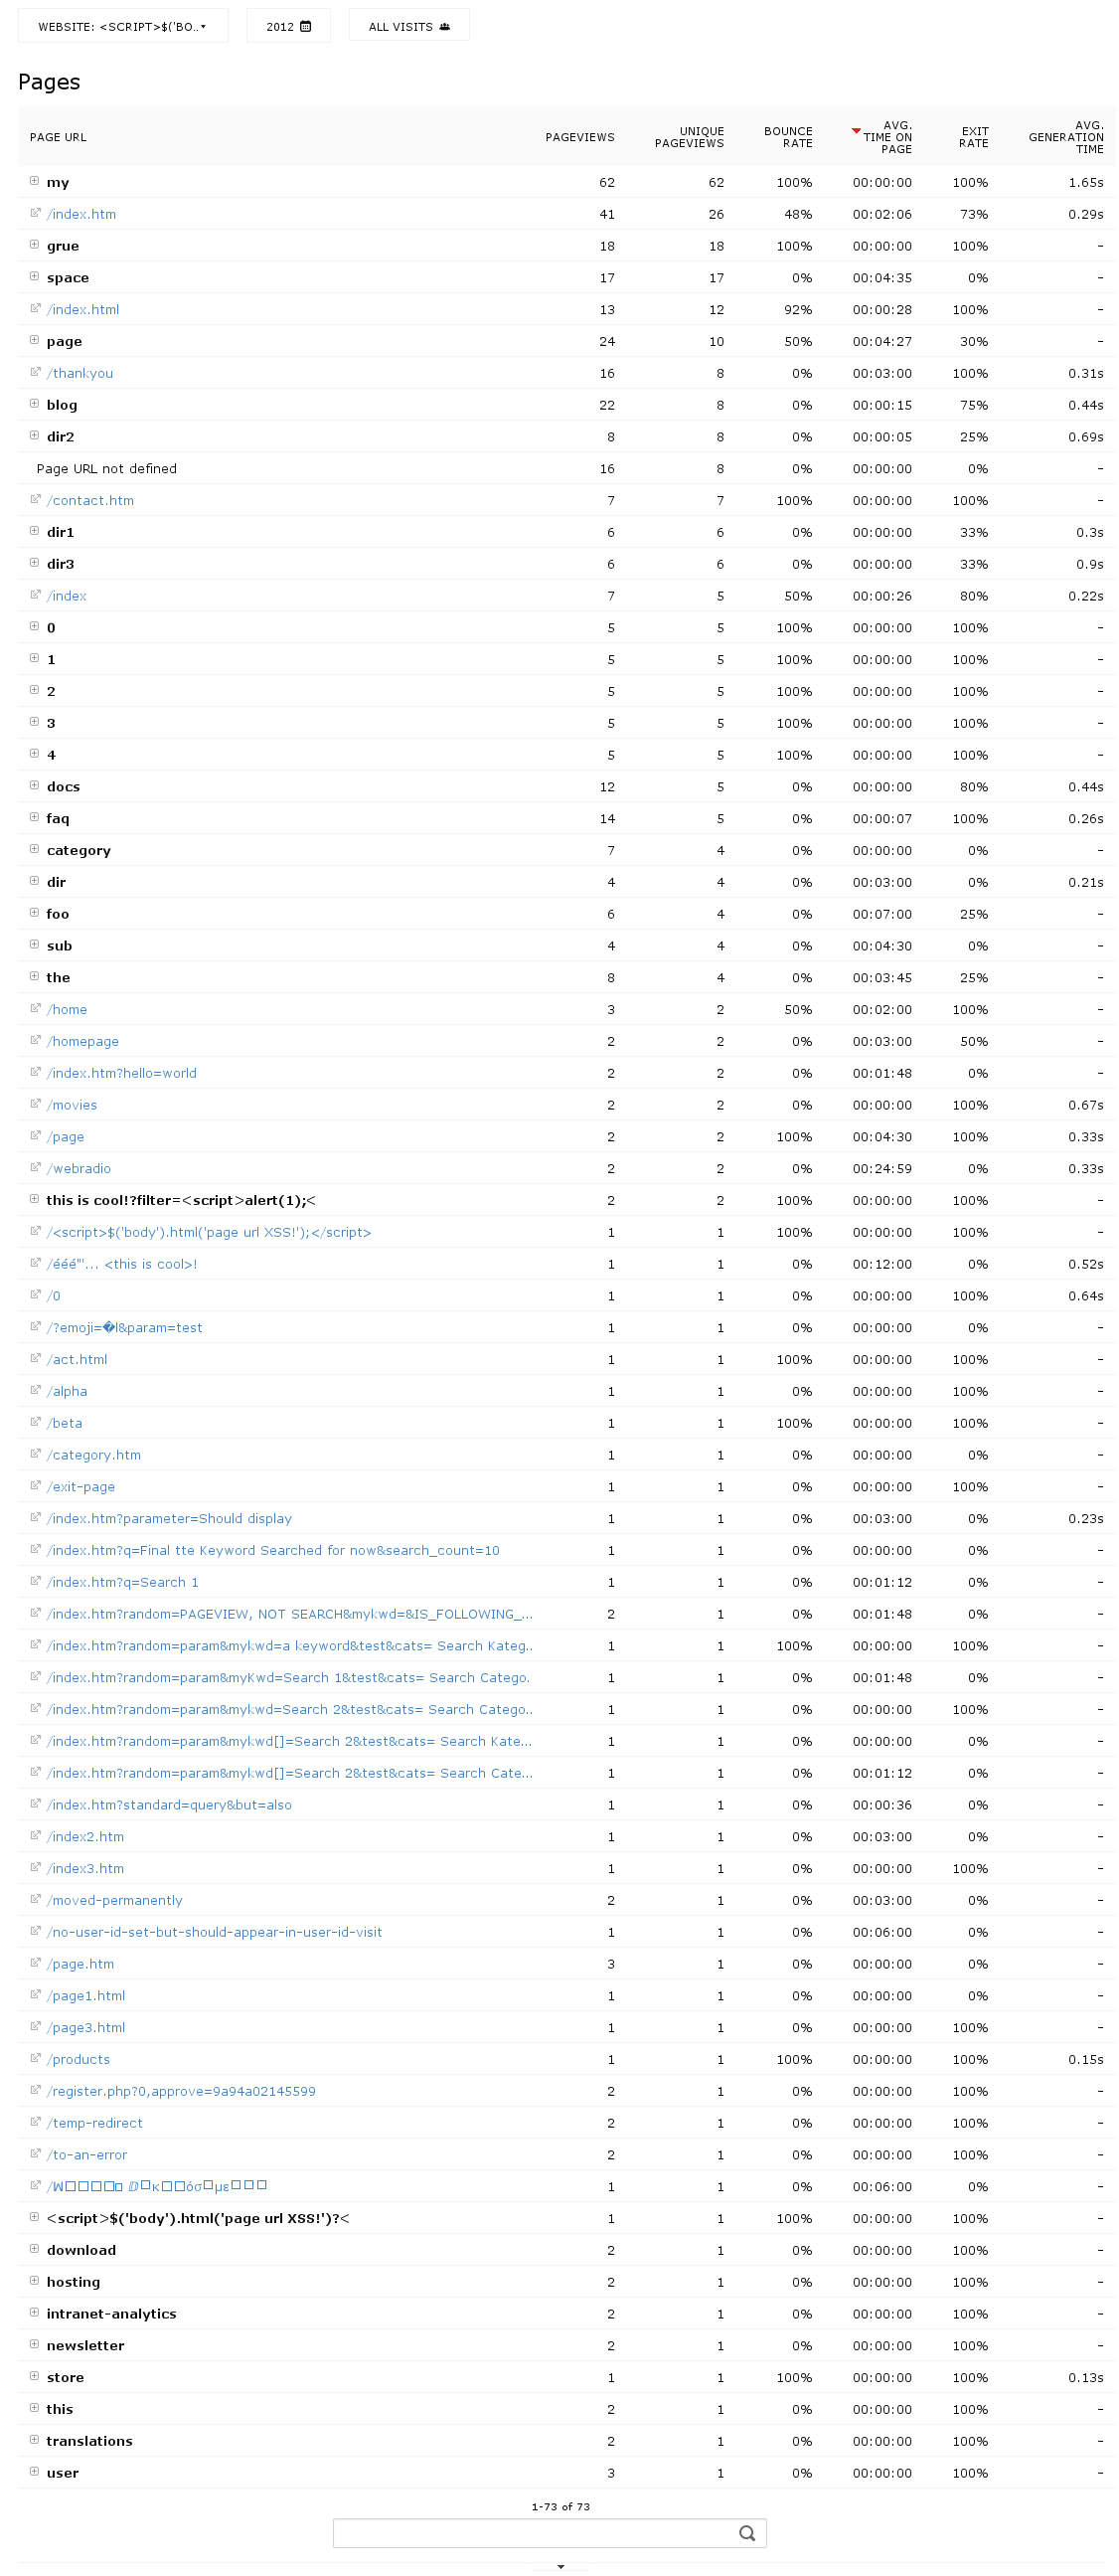 WEBSITE: <SCRIPT>$('BO.. 2012 ALL VISITS
Pages
PAGE URL PAGEVIEWS UNIQUE PAGEVIEWS BOUNCE RATE AVG. TIME ON PAGE EXIT RATE AVG. GENERATION TIME
my 62 62 100% 00:00:00 100% 1.65s
/index.htm 41 26 48% 00:02:06 73% 0.29s
grue 18 18 100% 00:00:00 100% -
space 17 17 0% 00:04:35 0% -
/index.html 13 12 92% 00:00:28 100% -
page 24 10 50% 00:04:27 30% -
/thankyou 16 8 0% 00:03:00 100% 0.31s
blog 22 8 0% 00:00:15 75% 0.44s
dir2 8 8 0% 00:00:05 25% 0.69s
Page URL not defined 16 8 0% 00:00:00 0% -
/contact.htm 7 7 100% 00:00:00 100% -
dir1 6 6 0% 00:00:00 33% 0.3s
dir3 6 6 0% 00:00:00 33% 0.9s
/index 7 5 50% 00:00:26 80% 0.22s
0 5 5 100% 00:00:00 100% -
1 5 5 100% 00:00:00 100% -
2 5 5 100% 00:00:00 100% -
3 5 5 100% 00:00:00 100% -
4 5 5 100% 00:00:00 100% -
docs 12 5 0% 00:00:00 80% 0.44s
faq 14 5 0% 00:00:07 100% 0.26s
category 7 4 0% 00:00:00 0% -
dir 4 4 0% 00:03:00 0% 0.21s
foo 6 4 0% 00:07:00 25% -
sub 4 4 0% 00:04:30 0% -
the 8 4 0% 00:03:45 25% -
/home 3 2 50% 00:02:00 100% -
/homepage 2 2 0% 00:03:00 50% -
/index.htm?hello=world 2 2 0% 00:01:48 0% -
/movies 2 2 0% 00:00:00 100% 0.67s
/page 2 2 100% 00:04:30 100% 0.33s
/webradio 2 2 0% 00:24:59 0% 0.33s
this is cool!?filter=<script>alert(1);< 2 2 100% 00:00:00 100% -
/<script>$('body').html('page url XSS!');</script> 1 1 100% 00:00:00 100% -
/ééé"'... <this is cool>! 1 1 0% 00:12:00 0% 0.52s
/0 1 1 0% 00:00:00 100% 0.64s
/?emoji=�l&param=test 1 1 0% 00:00:00 0% -
/act.html 1 1 100% 00:00:00 100% -
/alpha 1 1 0% 00:00:00 100% -
/beta 1 1 100% 00:00:00 100% -
/category.htm 1 1 0% 00:00:00 0% -
/exit-page 1 1 0% 00:00:00 100% -
/index.htm?parameter=Should display 1 1 0% 00:03:00 0% 0.23s
/index.htm?q=Final tte Keyword Searched for now&search_count=10 1 1 0% 00:00:00 0% -
/index.htm?q=Search 1 1 1 0% 00:01:12 0% -
/index.htm?random=PAGEVIEW, NOT SEARCH&mykwd=&IS_FOLLOWING_... 2 1 0% 00:01:48 0% -
/index.htm?random=param&mykwd=a keyword&test&cats= Search Kateg.. 1 1 100% 00:00:00 100% -
/index.htm?random=param&myKwd=Search 1&test&cats= Search Catego. 1 1 0% 00:01:48 0% -
/index.htm?random=param&mykwd=Search 2&test&cats= Search Catego.. 1 1 0% 00:00:00 100% -
/index.htm?random=param&mykwd[]=Search 2&test&cats= Search Kate... 1 1 0% 00:00:00 0% -
/index.htm?random=param&mykwd[]=Search 2&test&cats= Search Cate... 1 1 0% 00:01:12 0% -
/index.htm?standard=query&but=also 1 1 0% 00:00:36 0% -
/index2.htm 1 1 0% 00:03:00 0% -
/index3.htm 1 1 0% 00:00:00 100% -
/moved-permanently 2 1 0% 00:03:00 0% -
/no-user-id-set-but-should-appear-in-user-id-visit 1 1 0% 00:06:00 0% -
/page.htm 3 1 0% 00:00:00 0% -
/page1.html 1 1 0% 00:00:00 0% -
/page3.html 1 1 0% 00:00:00 100% -
/products 1 1 100% 00:00:00 100% 0.15s
/register.php?0,approve=9a94a02145599 2 1 0% 00:00:00 100% -
/temp-redirect 2 1 0% 00:00:00 100% -
/to-an-error 2 1 0% 00:00:00 100% -
1 1 0% 00:06:00 0% -
<script>$('body').html('page url XSS!')?< 1 1 100% 00:00:00 100% -
download 2 1 0% 00:00:00 100% -
hosting 2 1 0% 00:00:00 100% -
intranet-analytics 2 1 0% 00:00:00 100% -
newsletter 2 1 0% 00:00:00 100% -
store 1 1 100% 00:00:00 100% 0.13s
this 2 1 0% 00:00:00 100% -
translations 2 1 0% 00:00:00 100% -
user 3 1 0% 00:00:00 100% -
1-73 of 73